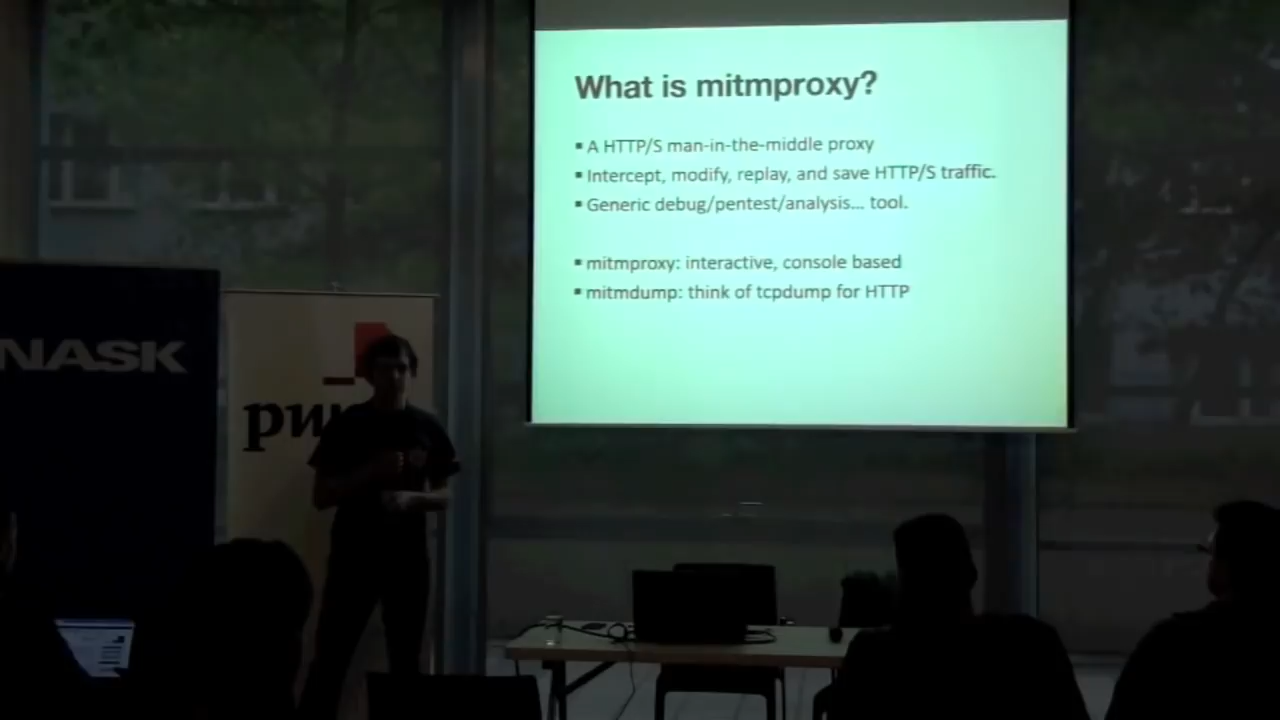 What is mitmproxy?
▪ A HTTP/S man-in-the-middle proxy
▪ Intercept, modify, replay, and save HTTP/S traffic.
▪ Generic debug/pentest/analysis... tool.
▪ mitmproxy: interactive, console based
▪ mitmdump: think of tcpdump for HTTP
NASK